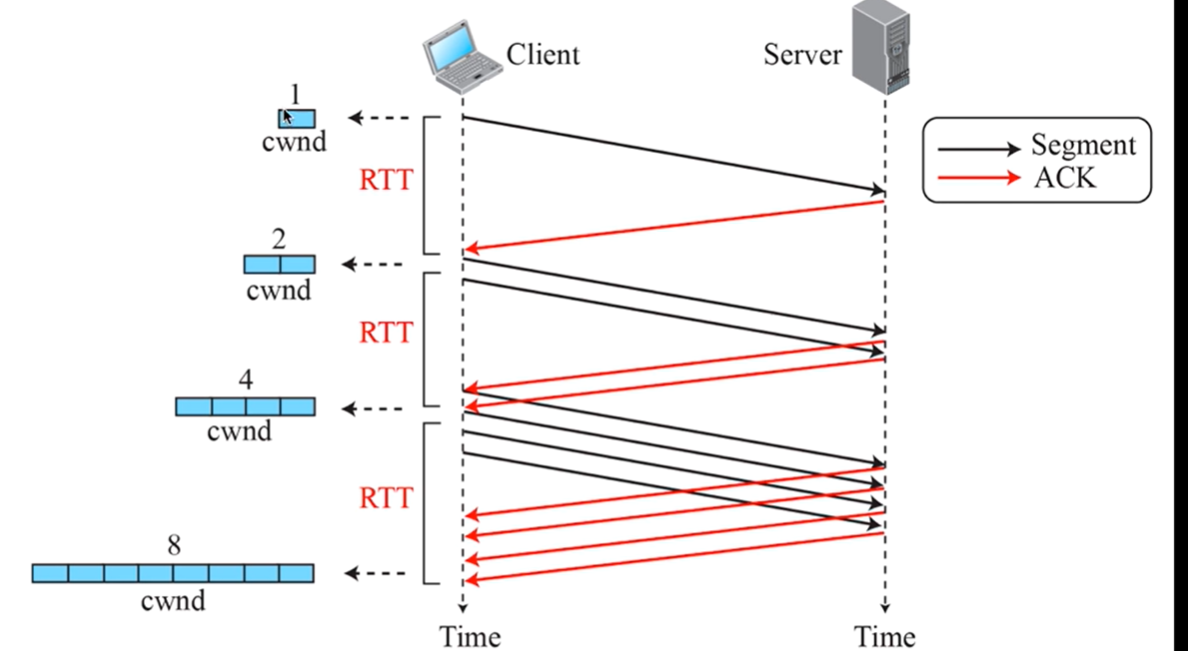 Client
Server
1
cwnd
Segment
ACK
RTT
2
cwnd
RTT
4
cwnd
RTT
8
cwnd
Time
Time